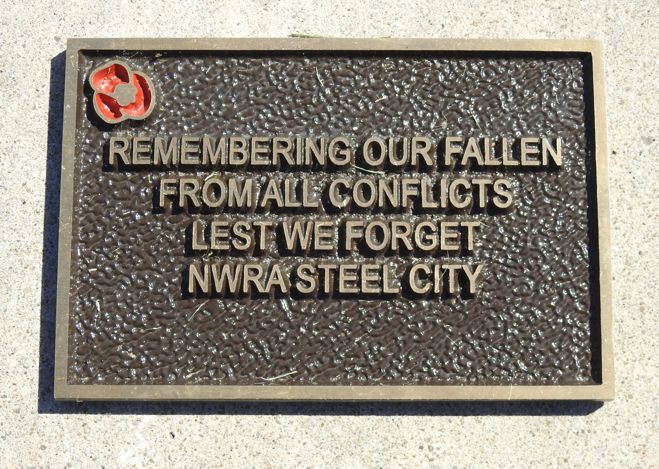 REMEMBERING OUR FALLEN
FROM ALL CONFLICTS
LEST WE FORGET
NWRA STEEL CITY